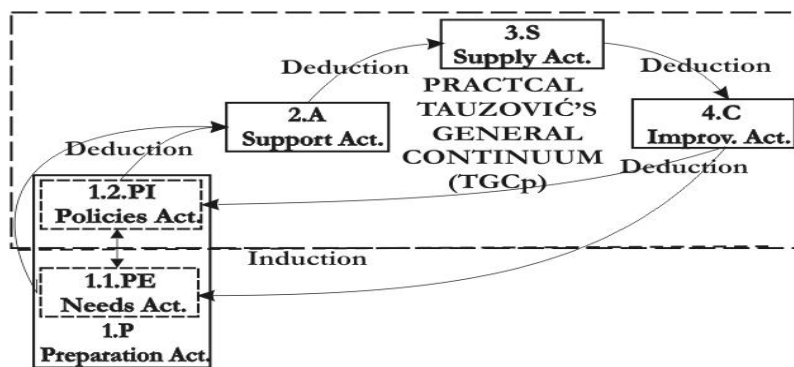 3.S
Supply Act.
Deduction
Deduction
PRACTCAL
TAUZOVIĆ'S
GENERAL
CONTINUUM
(TGCp)
2.A
Support Act.
4.C
Improv. Act.
Deduction
Deduction
1.2.PI
Policies Act.
Induction
1.1.PE
Needs Act.
1.P
Preparation Act.